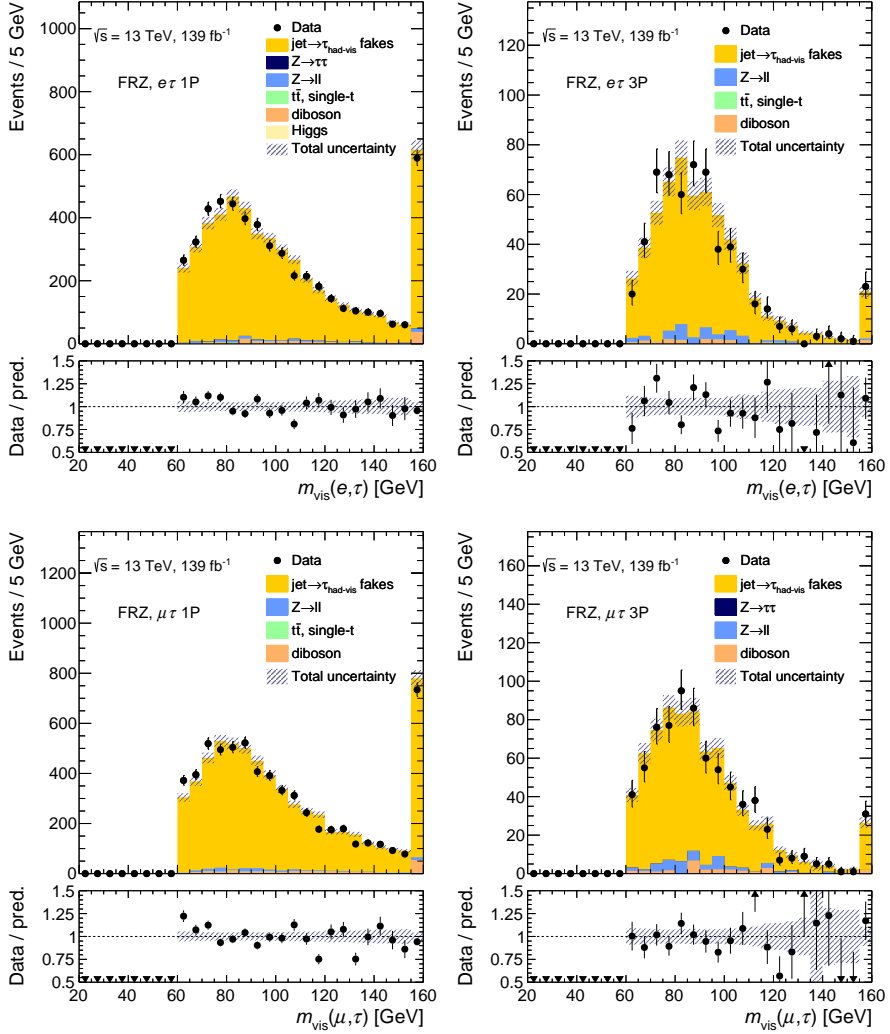 Events / 5 GeV
1000
800
600
400
200
0
√s = 13 TeV, 139 fb⁻¹
FRZ, eτ 1P
Data
jet→τhad-vis fakes
Z→ττ
Z→ll
tt̄, single-t
diboson
Higgs
Total uncertainty
Data / pred.
1.5
1.25
1
0.75
0.5
20 40 60 80 100 120 140 160
mvis(e,τ) [GeV]
Events / 5 GeV
120
100
80
60
40
20
0
√s = 13 TeV, 139 fb⁻¹
FRZ, eτ 3P
Data
jet→τhad-vis fakes
Z→ll
tt̄, single-t
diboson
Total uncertainty
Data / pred.
1.5
1.25
1
0.75
0.5
20 40 60 80 100 120 140 160
mvis(e,τ) [GeV]
Events / 5 GeV
1200
1000
800
600
400
200
0
√s = 13 TeV, 139 fb⁻¹
FRZ, μτ 1P
Data
jet→τhad-vis fakes
Z→ll
tt̄, single-t
diboson
Total uncertainty
Data / pred.
1.5
1.25
1
0.75
0.5
20 40 60 80 100 120 140 160
mvis(μ,τ) [GeV]
Events / 5 GeV
160
140
120
100
80
60
40
20
0
√s = 13 TeV, 139 fb⁻¹
FRZ, μτ 3P
Data
jet→τhad-vis fakes
Z→ττ
Z→ll
diboson
Total uncertainty
Data / pred.
1.5
1.25
1
0.75
0.5
20 40 60 80 100 120 140 160
mvis(μ,τ) [GeV]